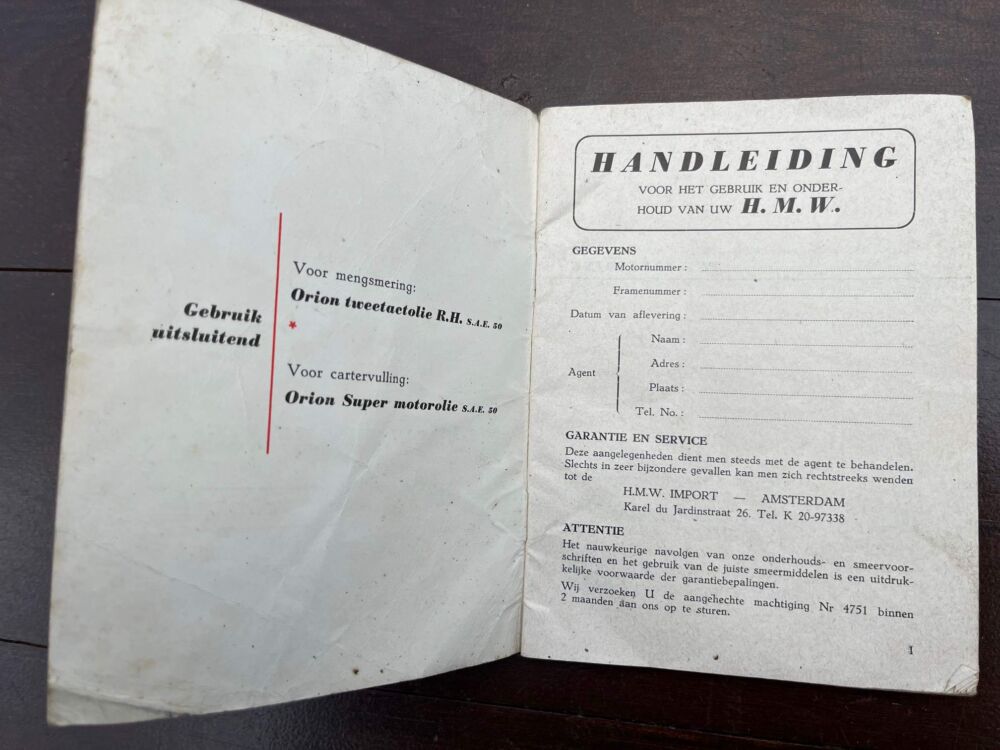 Gebruik
uitsluitend
Voor mengsmering:
Orion tweetactolie R.H. S.A.E. 50
*
Voor cartervulling:
Orion Super motorolie S.A.E. 50
HANDLEIDING
VOOR HET GEBRUIK EN ONDER-
HOUD VAN UW H. M. W.
GEGEVENS
Motornummer :
Framenummer :
Datum van aflevering :
Agent
Naam :
Adres :
Plaats :
Tel. No. :
GARANTIE EN SERVICE
Deze aangelegenheden dient men steeds met de agent te behandelen.
Slechts in zeer bijzondere gevallen kan men zich rechtstreeks wenden
tot de
H.M.W. IMPORT — AMSTERDAM
Karel du Jardinstraat 26. Tel. K 20-97338
ATTENTIE
Het nauwkeurige navolgen van onze onderhouds- en smeervoor-
schriften en het gebruik van de juiste smeermiddelen is een uitdruk-
kelijke voorwaarde der garantiebepalingen.
Wij verzoeken U de aangehechte machtiging Nr 4751 binnen
2 maanden aan ons op te sturen.
1